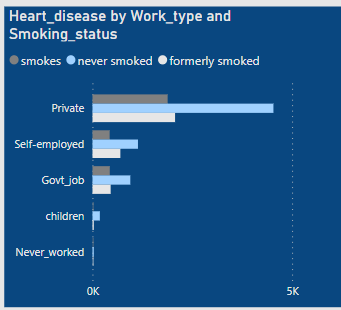 Heart_disease by Work_type and
Smoking_status
smokes never smoked formerly smoked
Private
Self-employed
Govt_job
children
Never_worked
0K 5K